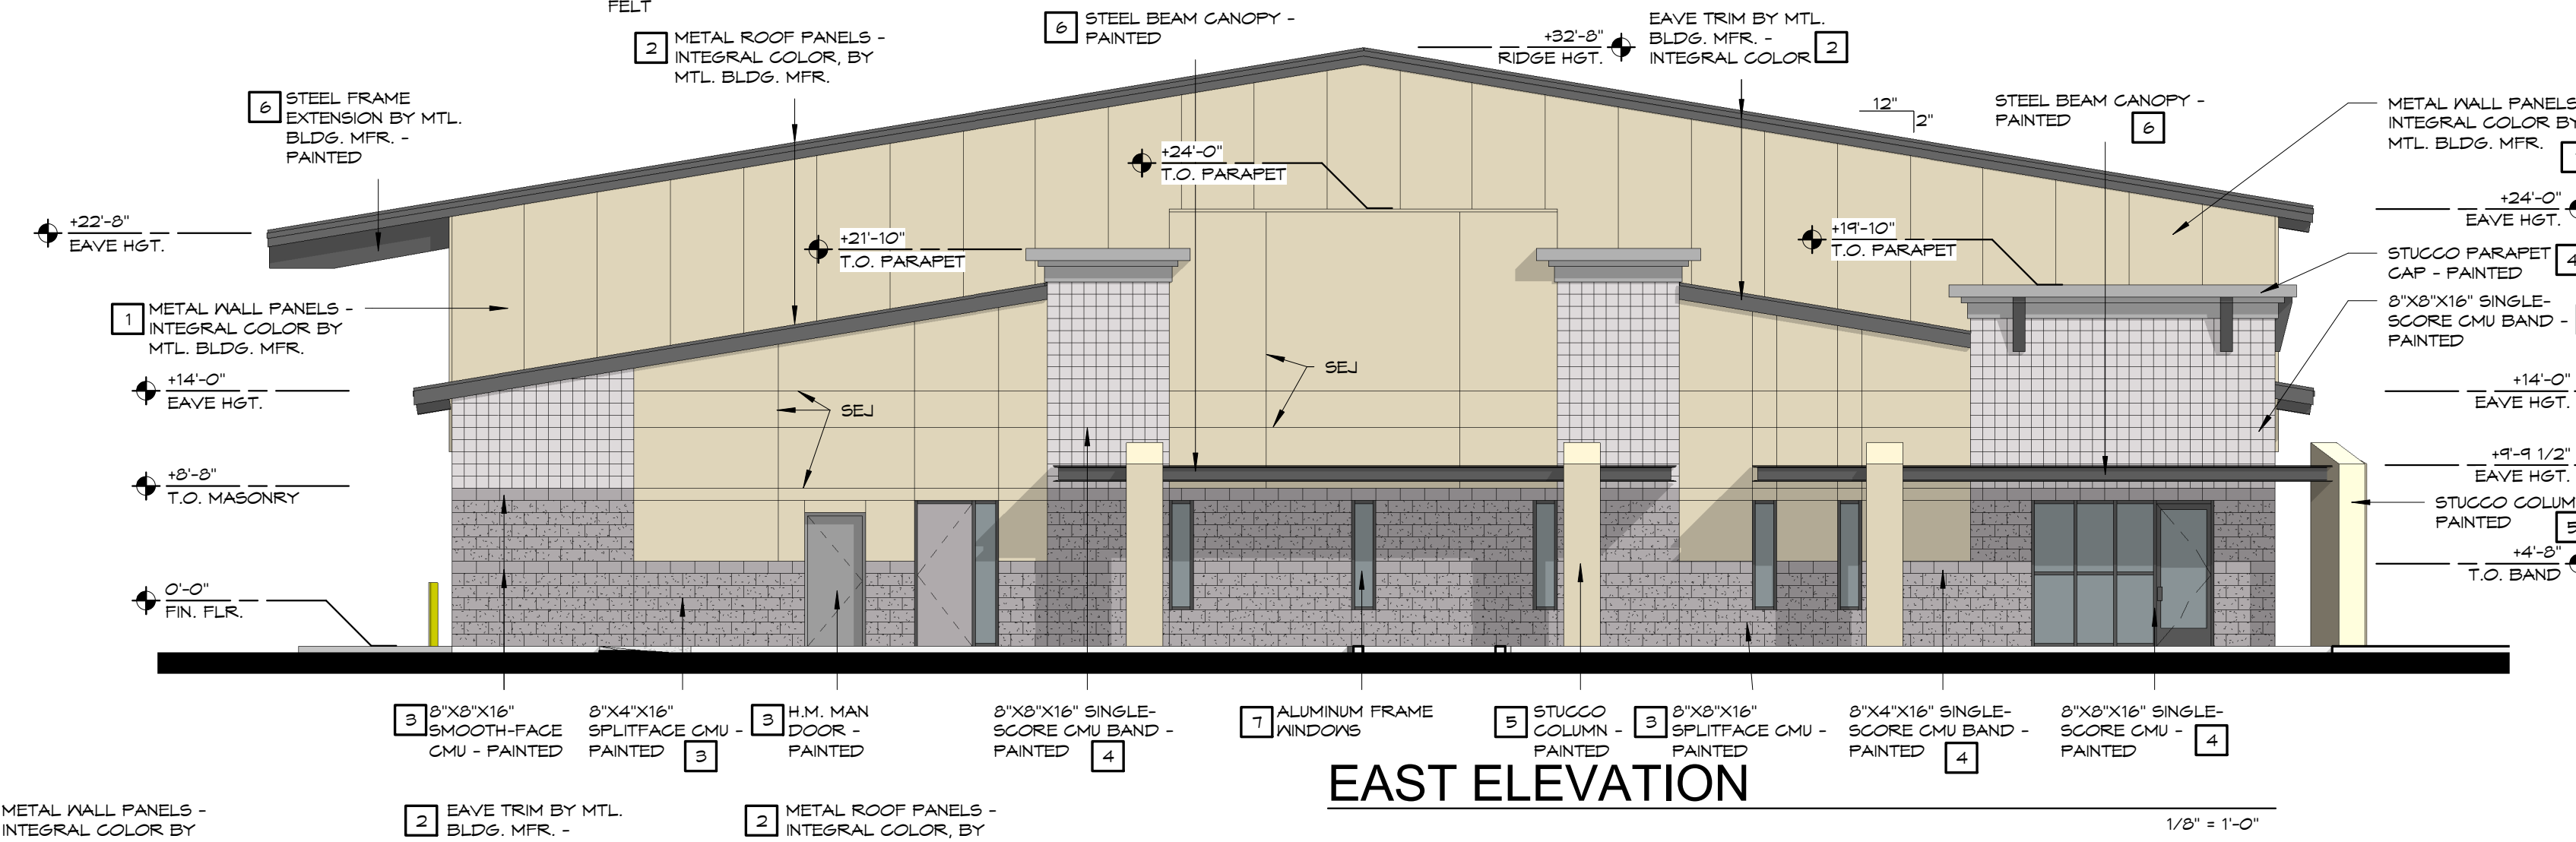 FELT
2 METAL ROOF PANELS -
INTEGRAL COLOR, BY
MTL. BLDG. MFR.
6 STEEL BEAM CANOPY -
PAINTED
+32'-8"
RIDGE HGT.
EAVE TRIM BY MTL.
BLDG. MFR. -
INTEGRAL COLOR 2
6 STEEL FRAME
EXTENSION BY MTL.
BLDG. MFR. -
PAINTED
12"
2"
STEEL BEAM CANOPY -
PAINTED
6
METAL WALL PANELS
INTEGRAL COLOR BY
MTL. BLDG. MFR.
+24'-0"
T.O. PARAPET
+22'-8"
EAVE HGT.
+21'-10"
T.O. PARAPET
+19'-10"
T.O. PARAPET
+24'-0"
EAVE HGT.
STUCCO PARAPET 4
CAP - PAINTED
1 METAL WALL PANELS -
INTEGRAL COLOR BY
MTL. BLDG. MFR.
8"X8"X16" SINGLE-
SCORE CMU BAND -
PAINTED
SEJ
SEJ
+14'-0"
EAVE HGT.
+14'-0"
EAVE HGT.
+8'-8"
T.O. MASONRY
+9'-9 1/2"
EAVE HGT.
STUCCO COLUM
PAINTED 5
+4'-8"
T.O. BAND
0'-0"
FIN. FLR.
3 8"X8"X16"
SMOOTH-FACE
CMU - PAINTED
8"X4"X16"
SPLITFACE CMU -
PAINTED 3
3 H.M. MAN
DOOR -
PAINTED
8"X8"X16" SINGLE-
SCORE CMU BAND -
PAINTED 4
7 ALUMINUM FRAME
WINDOWS
5 STUCCO
COLUMN -
PAINTED
3 8"X8"X16"
SPLITFACE CMU -
PAINTED
8"X4"X16" SINGLE-
SCORE CMU BAND -
PAINTED 4
8"X8"X16" SINGLE-
SCORE CMU -
PAINTED 4
EAST ELEVATION
1/8" = 1'-0"
METAL WALL PANELS -
INTEGRAL COLOR BY
2 EAVE TRIM BY MTL.
BLDG. MFR. -
2 METAL ROOF PANELS -
INTEGRAL COLOR, BY